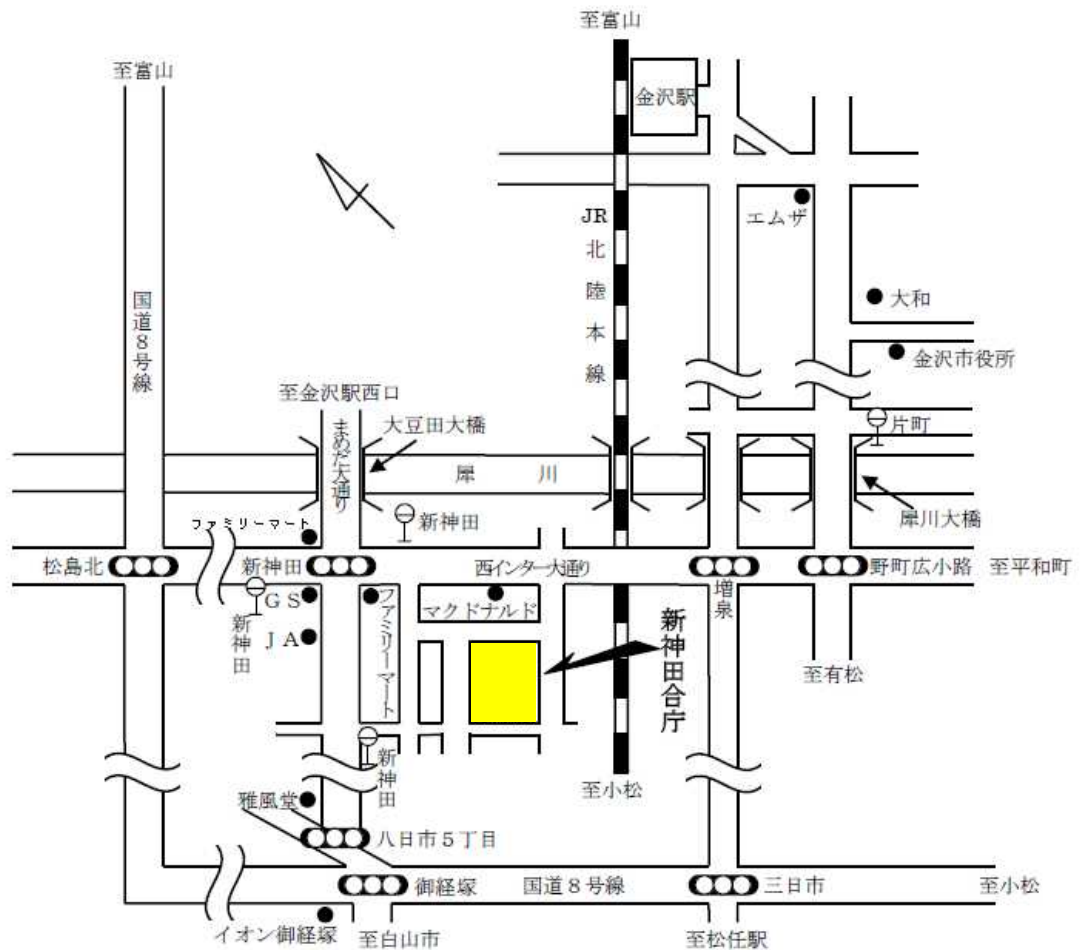 至富山
至富山
金沢駅
エムザ
JR北陸本線
国道8号線
大和
金沢市役所
至金沢駅西口
まめだ大通り
大豆田大橋
片町
犀川
犀川大橋
ファミリーマート
新神田
松島北
新神田
西インター大通り
増泉
野町広小路
至平和町
新神田
GS
JA
ファミリーマート
マクドナルド
新神田合庁
至有松
新神田
至小松
雅風堂
八日市5丁目
御経塚
国道8号線
三日市
至小松
イオン御経塚
至白山市
至松任駅